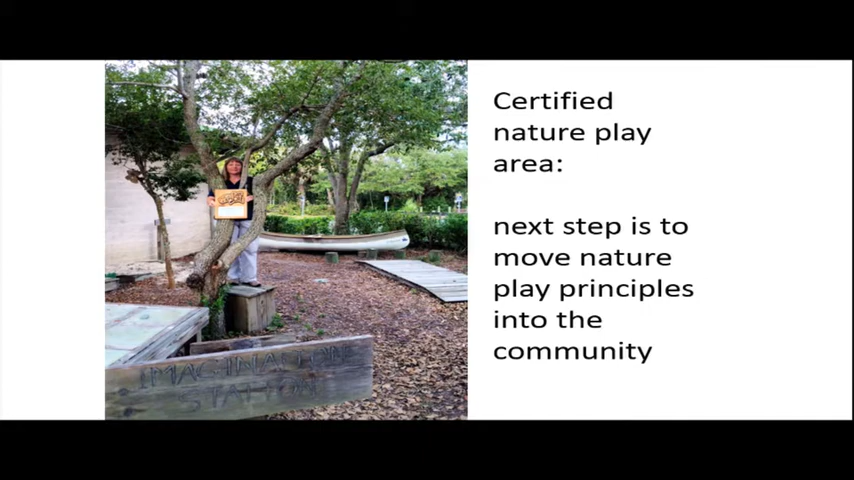 Certified
nature play
area:
next step is to
move nature
play principles
into the
community
IMAGINATION
STATION